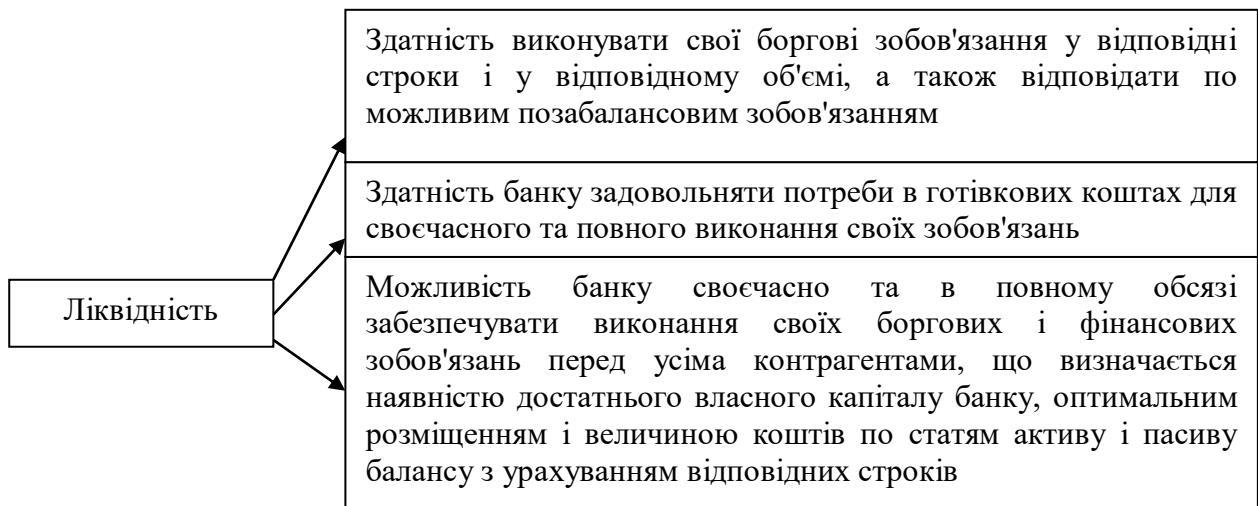 Здатність виконувати свої боргові зобов'язання у відповідні
строки і у відповідному об'ємі, а також відповідати по
можливим позабалансовим зобов'язанням
Здатність банку задовольняти потреби в готівкових коштах для
своєчасного та повного виконання своїх зобов'язань
Ліквідність
Можливість банку своєчасно та в повному обсязі
забезпечувати виконання своїх боргових і фінансових
зобов'язань перед усіма контрагентами, що визначається
наявністю достатнього власного капіталу банку, оптимальним
розміщенням і величиною коштів по статям активу і пасиву
балансу з урахуванням відповідних строків